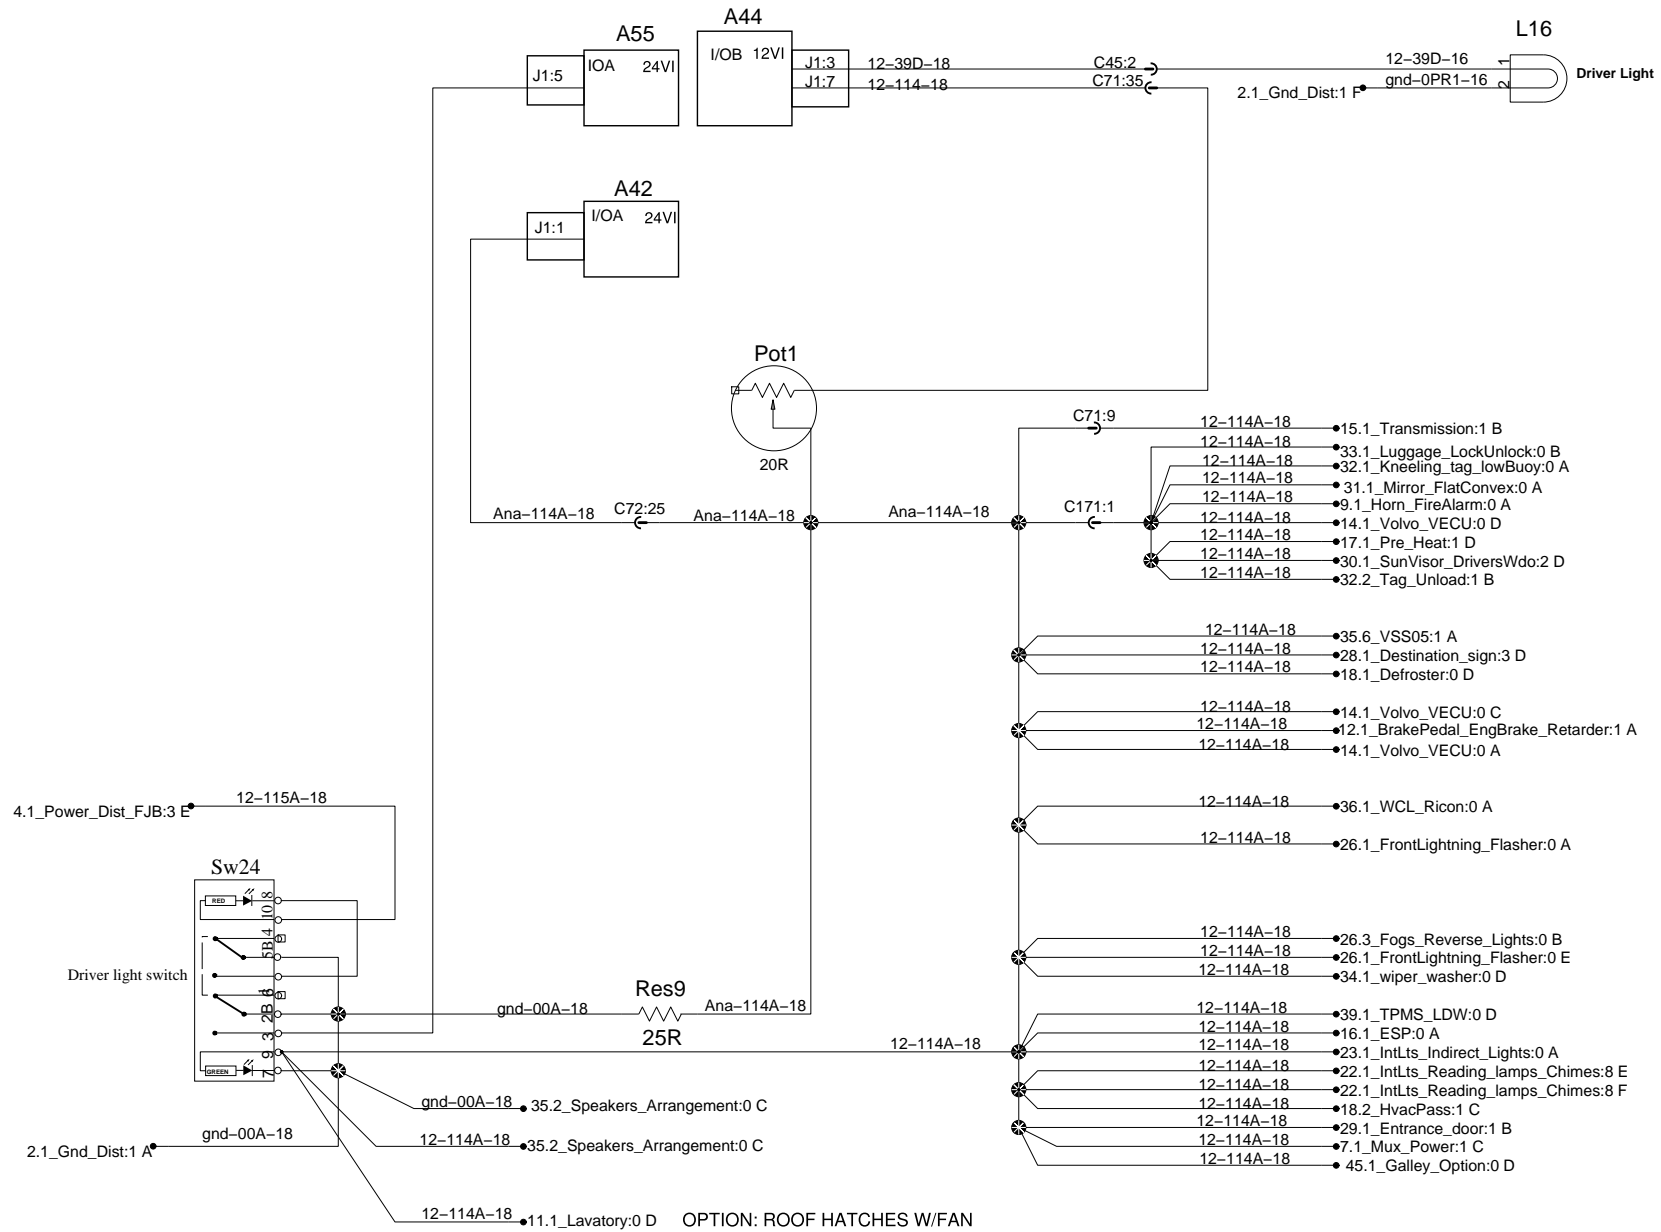 A55
IOA 24VI
J1:5
A44
I/OB 12VI
J1:3 12-39D-18 C45:2
J1:7 12-114-18 C71:35
L16
12-39D-16 1
gnd-0PR1-16 2
2.1_Gnd_Dist:1 F
Driver Light
A42
I/OA 24VI
J1:1
Pot1
20R
Ana-114A-18 C72:25 Ana-114A-18 Ana-114A-18 C171:1
C71:9
12-114A-18 15.1_Transmission:1 B
12-114A-18 33.1_Luggage_LockUnlock:0 B
12-114A-18 32.1_Kneeling_tag_lowBuoy:0 A
12-114A-18 31.1_Mirror_FlatConvex:0 A
12-114A-18 9.1_Horn_FireAlarm:0 A
12-114A-18 14.1_Volvo_VECU:0 D
12-114A-18 17.1_Pre_Heat:1 D
12-114A-18 30.1_SunVisor_DriversWdo:2 D
12-114A-18 32.2_Tag_Unload:1 B
12-114A-18 35.6_VSS05:1 A
12-114A-18 28.1_Destination_sign:3 D
12-114A-18 18.1_Defroster:0 D
12-114A-18 14.1_Volvo_VECU:0 C
12-114A-18 12.1_BrakePedal_EngBrake_Retarder:1 A
12-114A-18 14.1_Volvo_VECU:0 A
12-114A-18 36.1_WCL_Ricon:0 A
12-114A-18 26.1_FrontLightning_Flasher:0 A
12-114A-18 26.3_Fogs_Reverse_Lights:0 B
12-114A-18 26.1_FrontLightning_Flasher:0 E
12-114A-18 34.1_wiper_washer:0 D
12-114A-18 39.1_TPMS_LDW:0 D
12-114A-18 16.1_ESP:0 A
12-114A-18 23.1_IntLts_Indirect_Lights:0 A
12-114A-18 22.1_IntLts_Reading_lamps_Chimes:8 E
12-114A-18 22.1_IntLts_Reading_lamps_Chimes:8 F
12-114A-18 18.2_HvacPass:1 C
12-114A-18 29.1_Entrance_door:1 B
12-114A-18 7.1_Mux_Power:1 C
12-114A-18 45.1_Galley_Option:0 D
12-115A-18
4.1_Power_Dist_FJB:3 E
Sw24
RED 8
10
4
5B
Driver light switch
6
2B
3
9
GREEN 7
gnd-00A-18 Res9 Ana-114A-18
25R
12-114A-18
gnd-00A-18 35.2_Speakers_Arrangement:0 C
gnd-00A-18
2.1_Gnd_Dist:1 A
12-114A-18 35.2_Speakers_Arrangement:0 C
12-114A-18 11.1_Lavatory:0 D OPTION: ROOF HATCHES W/FAN